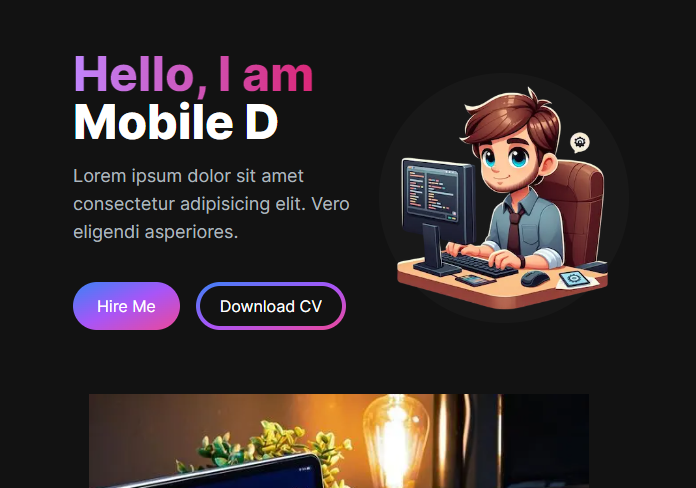 Hello, I am
Mobile D
Lorem ipsum dolor sit amet
consectetur adipisicing elit. Vero
eligendi asperiores.
Hire Me
Download CV